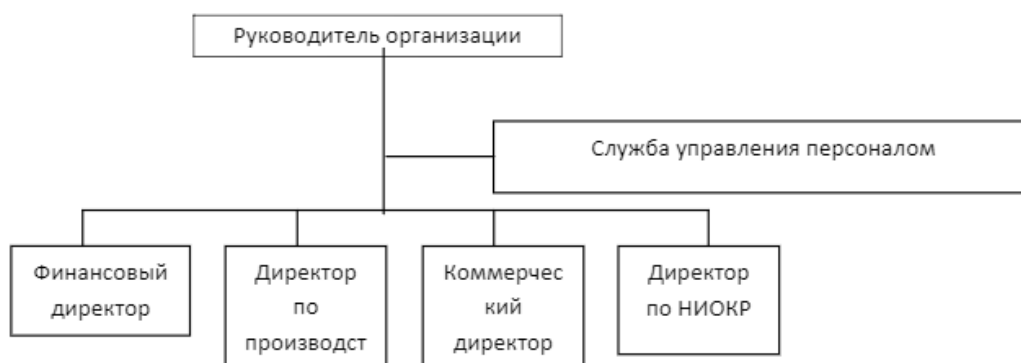 Руководитель организации
Служба управления персоналом
Финансовый
директор
Директор
по
производст
Коммерчес
кий
директор
Директор
по НИОКР